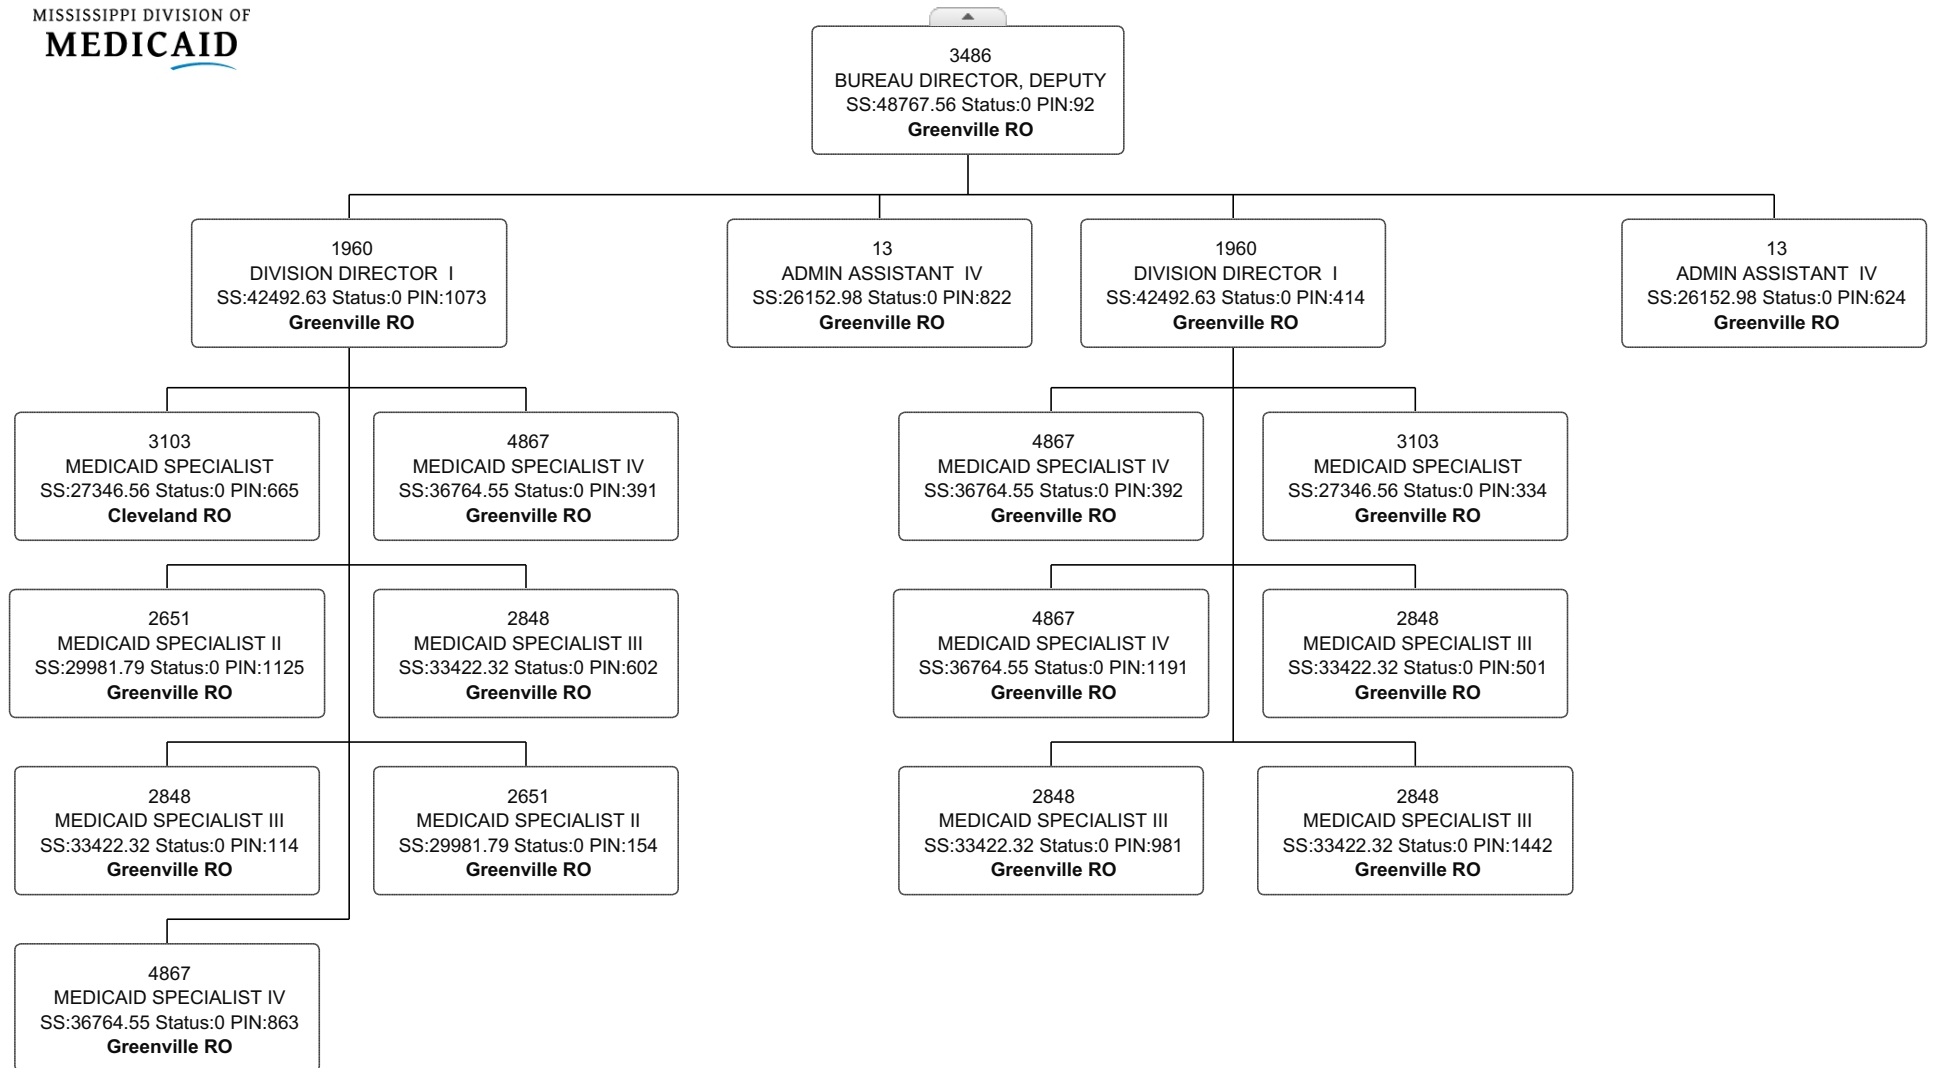 MISSISSIPPI DIVISION OF
MEDICAID
3486
BUREAU DIRECTOR, DEPUTY
SS:48767.56 Status:0 PIN:92
Greenville RO
1960
DIVISION DIRECTOR  I
SS:42492.63 Status:0 PIN:1073
Greenville RO
13
ADMIN ASSISTANT  IV
SS:26152.98 Status:0 PIN:822
Greenville RO
1960
DIVISION DIRECTOR  I
SS:42492.63 Status:0 PIN:414
Greenville RO
13
ADMIN ASSISTANT  IV
SS:26152.98 Status:0 PIN:624
Greenville RO
3103
MEDICAID SPECIALIST
SS:27346.56 Status:0 PIN:665
Cleveland RO
4867
MEDICAID SPECIALIST IV
SS:36764.55 Status:0 PIN:391
Greenville RO
4867
MEDICAID SPECIALIST IV
SS:36764.55 Status:0 PIN:392
Greenville RO
3103
MEDICAID SPECIALIST
SS:27346.56 Status:0 PIN:334
Greenville RO
2651
MEDICAID SPECIALIST II
SS:29981.79 Status:0 PIN:1125
Greenville RO
2848
MEDICAID SPECIALIST III
SS:33422.32 Status:0 PIN:602
Greenville RO
4867
MEDICAID SPECIALIST IV
SS:36764.55 Status:0 PIN:1191
Greenville RO
2848
MEDICAID SPECIALIST III
SS:33422.32 Status:0 PIN:501
Greenville RO
2848
MEDICAID SPECIALIST III
SS:33422.32 Status:0 PIN:114
Greenville RO
2651
MEDICAID SPECIALIST II
SS:29981.79 Status:0 PIN:154
Greenville RO
2848
MEDICAID SPECIALIST III
SS:33422.32 Status:0 PIN:981
Greenville RO
2848
MEDICAID SPECIALIST III
SS:33422.32 Status:0 PIN:1442
Greenville RO
4867
MEDICAID SPECIALIST IV
SS:36764.55 Status:0 PIN:863
Greenville RO